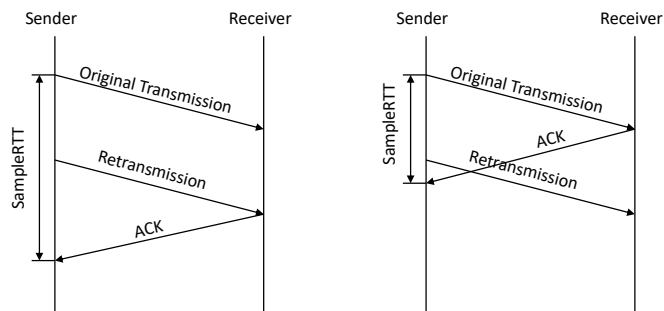 Sender
Receiver
SampleRTT
Original Transmission
Retransmission
ACK
Sender
Receiver
SampleRTT
Original Transmission
ACK
Retransmission